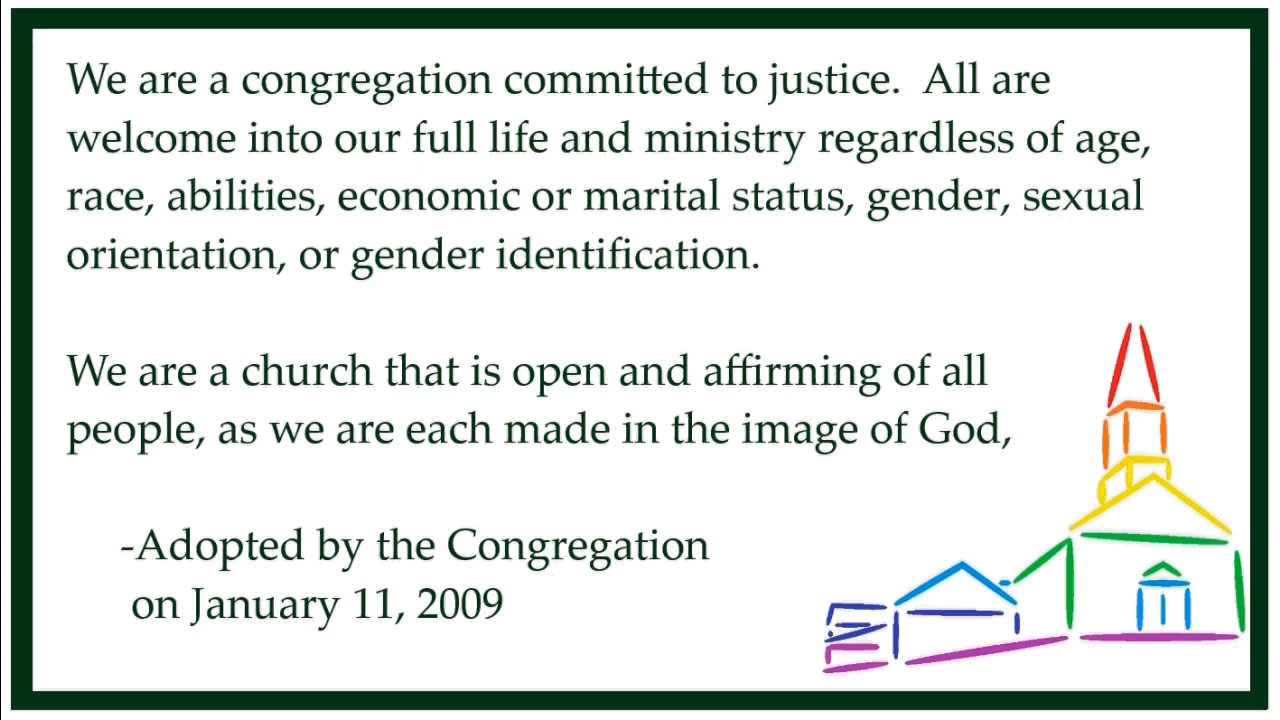 We are a congregation committed to justice.  All are
welcome into our full life and ministry regardless of age,
race, abilities, economic or marital status, gender, sexual
orientation, or gender identification.
We are a church that is open and affirming of all
people, as we are each made in the image of God,
-Adopted by the Congregation
on January 11, 2009